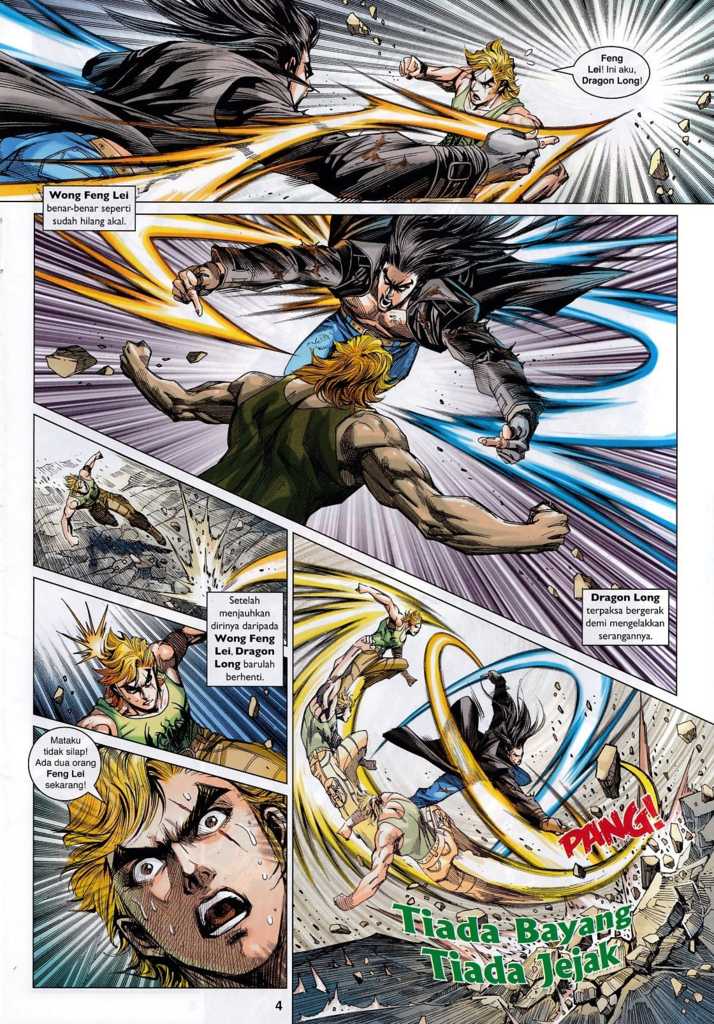 Feng
Lei! Ini aku,
Dragon Long!
Wong Feng Lei
benar-benar seperti
sudah hilang akal.
Dragon Long
terpaksa bergerak
demi mengelakkan
serangannya.
PANG!
Tiada Bayang
Tiada Jejak
Setelah
menjauhkan
dirinya daripada
Wong Feng
Lei, Dragon
Long barulah
berhenti.
Mataku
tidak silap!
Ada dua orang
Feng Lei
sekarang!
4